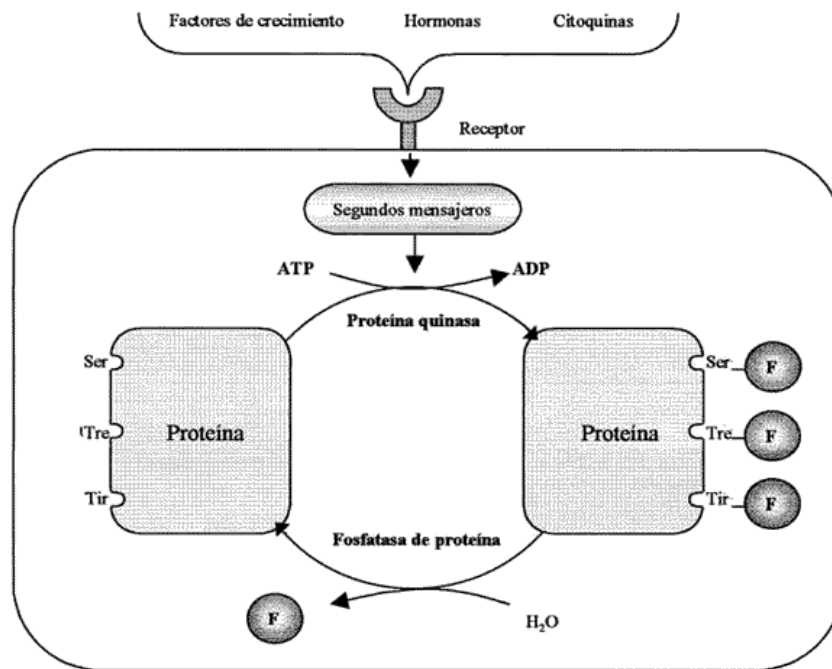 Factores de crecimiento Hormonas Citoquinas
Receptor
Segundos mensajeros
ATP ADP
Proteína quinasa
Ser Ser F
Tre Proteína Proteína Tre F
Tir Tir F
Fosfatasa de proteína
F H₂O